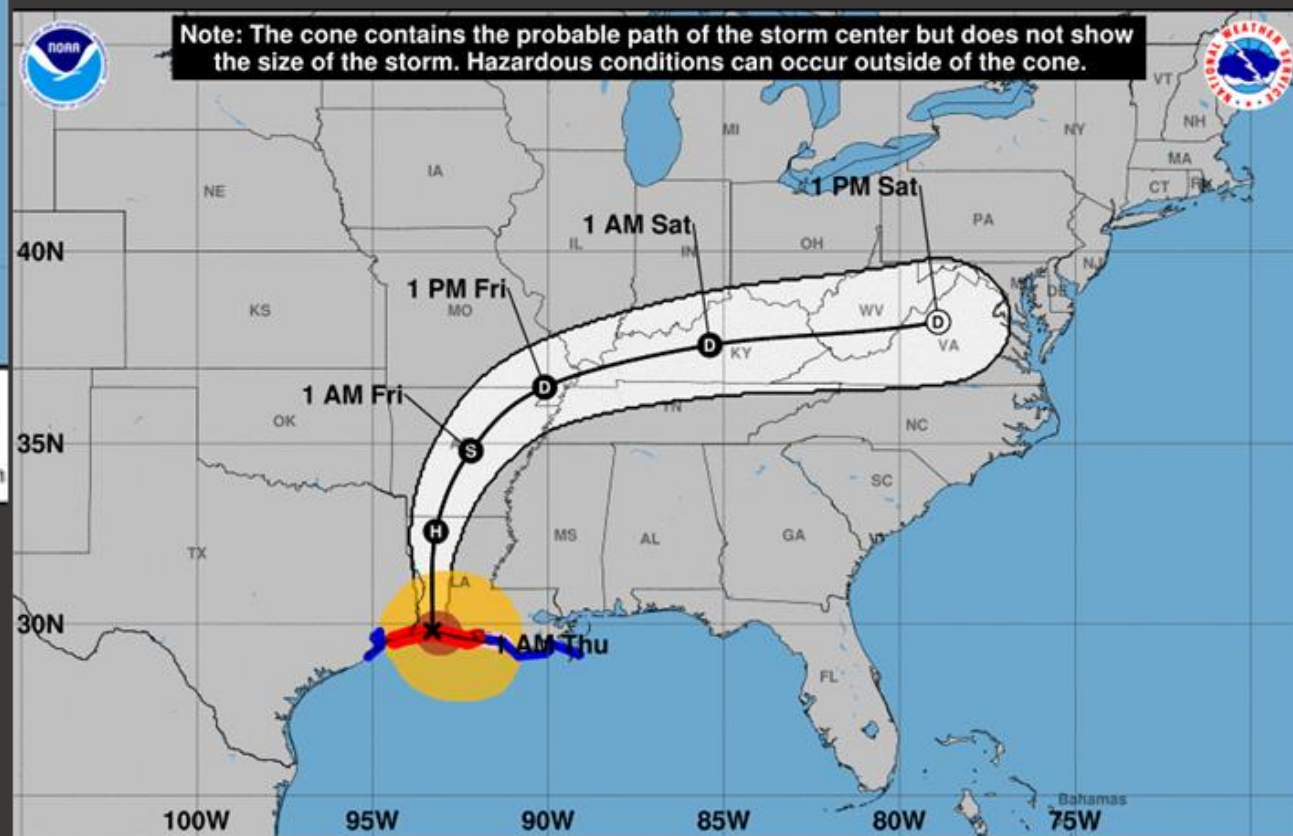 Note: The cone contains the probable path of the storm center but does not show
the size of the storm. Hazardous conditions can occur outside of the cone.
NOAA
NATIONAL WEATHER SERVICE
VT
NH
MI
NY
MA
CT
IA
NE
1 PM Sat
PA
1 AM Sat
IL
IN
OH
NJ
40N
DE
1 PM Fri
KS
MO
WV
D
D
KY
VA
D
1 AM Fri
TN
OK
NC
35N
S
SC
H
TX
MS
AL
GA
LA
30N
1 AM Thu
FL
Bahamas
100W
95W
90W
85W
80W
75W